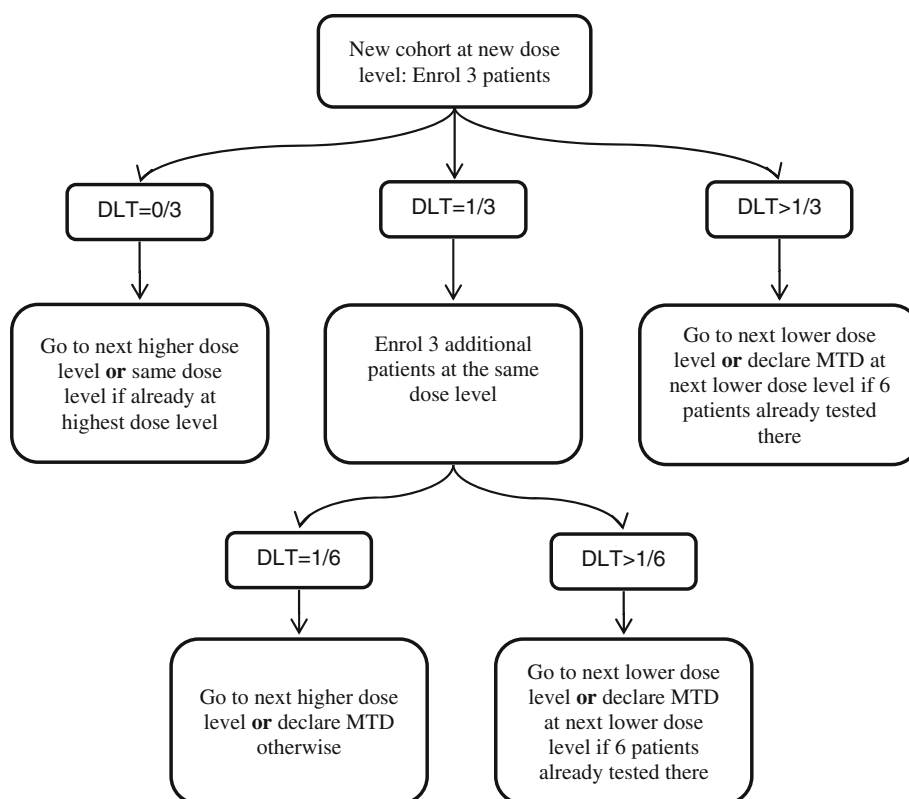 New cohort at new dose
level: Enrol 3 patients
DLT=0/3
DLT=1/3
DLT>1/3
Go to next higher dose
level or same dose
level if already at
highest dose level
Enrol 3 additional
patients at the same
dose level
Go to next lower dose
level or declare MTD at
next lower dose level if 6
patients already tested
there
DLT=1/6
DLT>1/6
Go to next higher dose
level or declare MTD
otherwise
Go to next lower dose
level or declare MTD
at next lower dose
level if 6 patients
already tested there